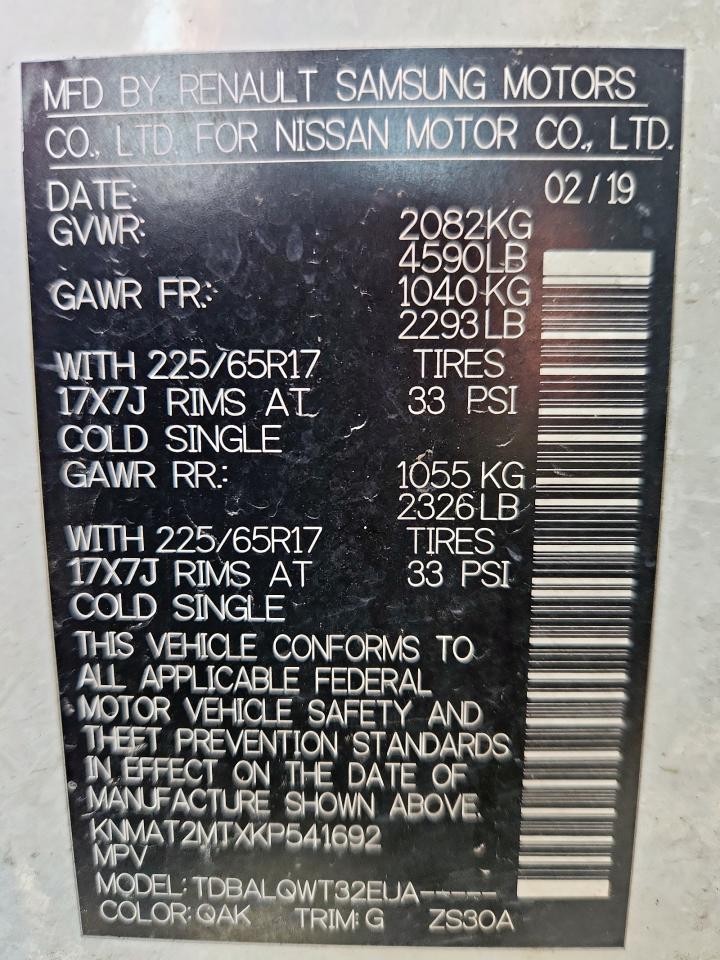 MFD BY RENAULT SAMSUNG MOTORS
CO., LTD. FOR NISSAN MOTOR CO., LTD.
DATE: 02/19
GVWR: 2082KG
4590LB
GAWR FR.: 1040KG
2293LB
WITH 225/65R17 TIRES
17X7J RIMS AT 33 PSI
COLD SINGLE
GAWR RR.: 1055KG
2326LB
WITH 225/65R17 TIRES
17X7J RIMS AT 33 PSI
COLD SINGLE
THIS VEHICLE CONFORMS TO
ALL APPLICABLE FEDERAL
MOTOR VEHICLE SAFETY AND
THEFT PREVENTION STANDARDS
IN EFFECT ON THE DATE OF
MANUFACTURE SHOWN ABOVE.
KNMAT2MTXKP541692
MPV
MODEL: TDBALQWT32EUA-----
COLOR: QAK TRIM: G ZS30A